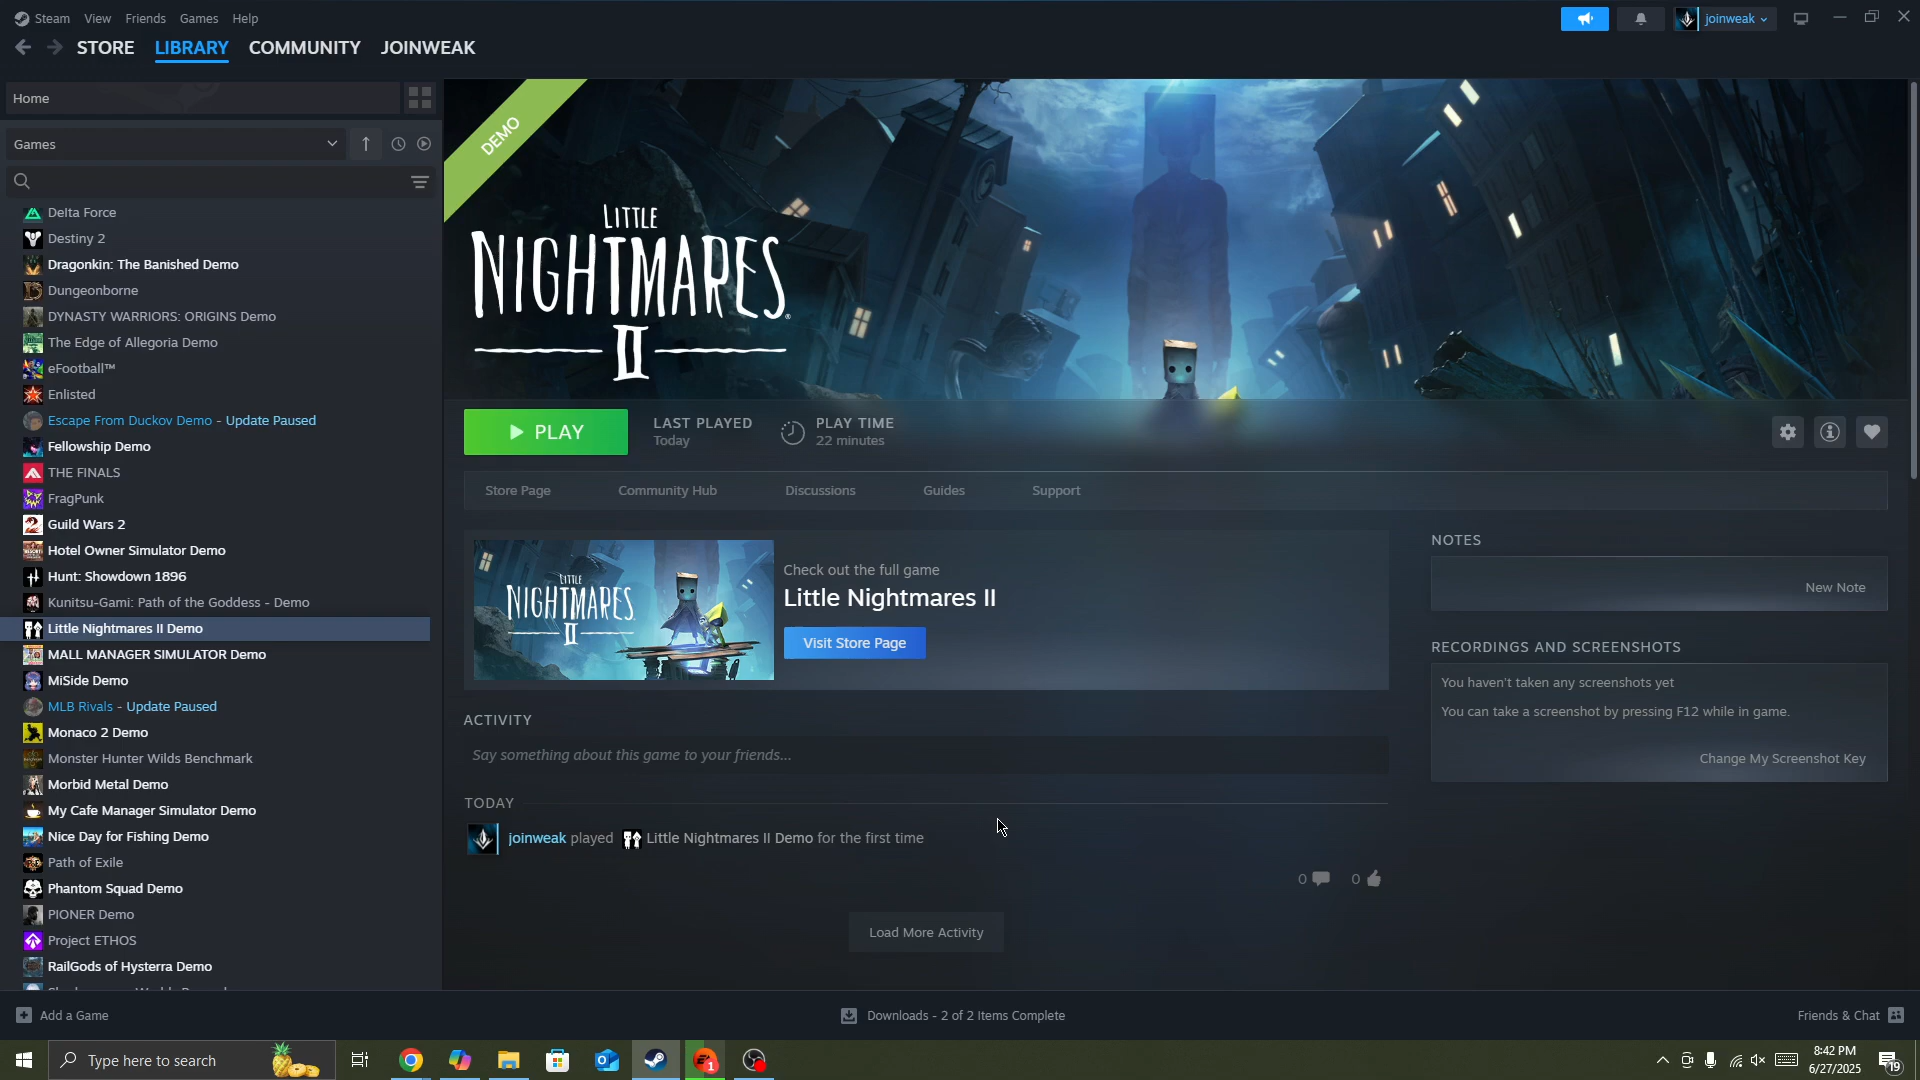 Steam View Friends Games Help
joinweak
STORE LIBRARY COMMUNITY JOINWEAK
Home
Games
Delta Force
Destiny 2
Dragonkin: The Banished Demo
Dungeonborne
DYNASTY WARRIORS: ORIGINS Demo
The Edge of Allegoria Demo
eFootball™
Enlisted
Escape From Duckov Demo - Update Paused
Fellowship Demo
THE FINALS
FragPunk
Guild Wars 2
Hotel Owner Simulator Demo
Hunt: Showdown 1896
Kunitsu-Gami: Path of the Goddess - Demo
Little Nightmares II Demo
MALL MANAGER SIMULATOR Demo
MiSide Demo
MLB Rivals - Update Paused
Monaco 2 Demo
Monster Hunter Wilds Benchmark
Morbid Metal Demo
My Cafe Manager Simulator Demo
Nice Day for Fishing Demo
Path of Exile
Phantom Squad Demo
PIONER Demo
Project ETHOS
RailGods of Hysterra Demo
DEMO
LITTLE
NIGHTMARES
II
PLAY
LAST PLAYED
Today
PLAY TIME
22 minutes
Store Page Community Hub Discussions Guides Support
LITTLE
NIGHTMARES
II
Check out the full game
Little Nightmares II
Visit Store Page
ACTIVITY
Say something about this game to your friends...
TODAY
joinweak played Little Nightmares II Demo for the first time
0 0
Load More Activity
NOTES
New Note
RECORDINGS AND SCREENSHOTS
You haven't taken any screenshots yet
You can take a screenshot by pressing F12 while in game.
Change My Screenshot Key
Add a Game
Downloads - 2 of 2 Items Complete
Friends & Chat
Type here to search
1
8:42 PM
6/27/2025
19